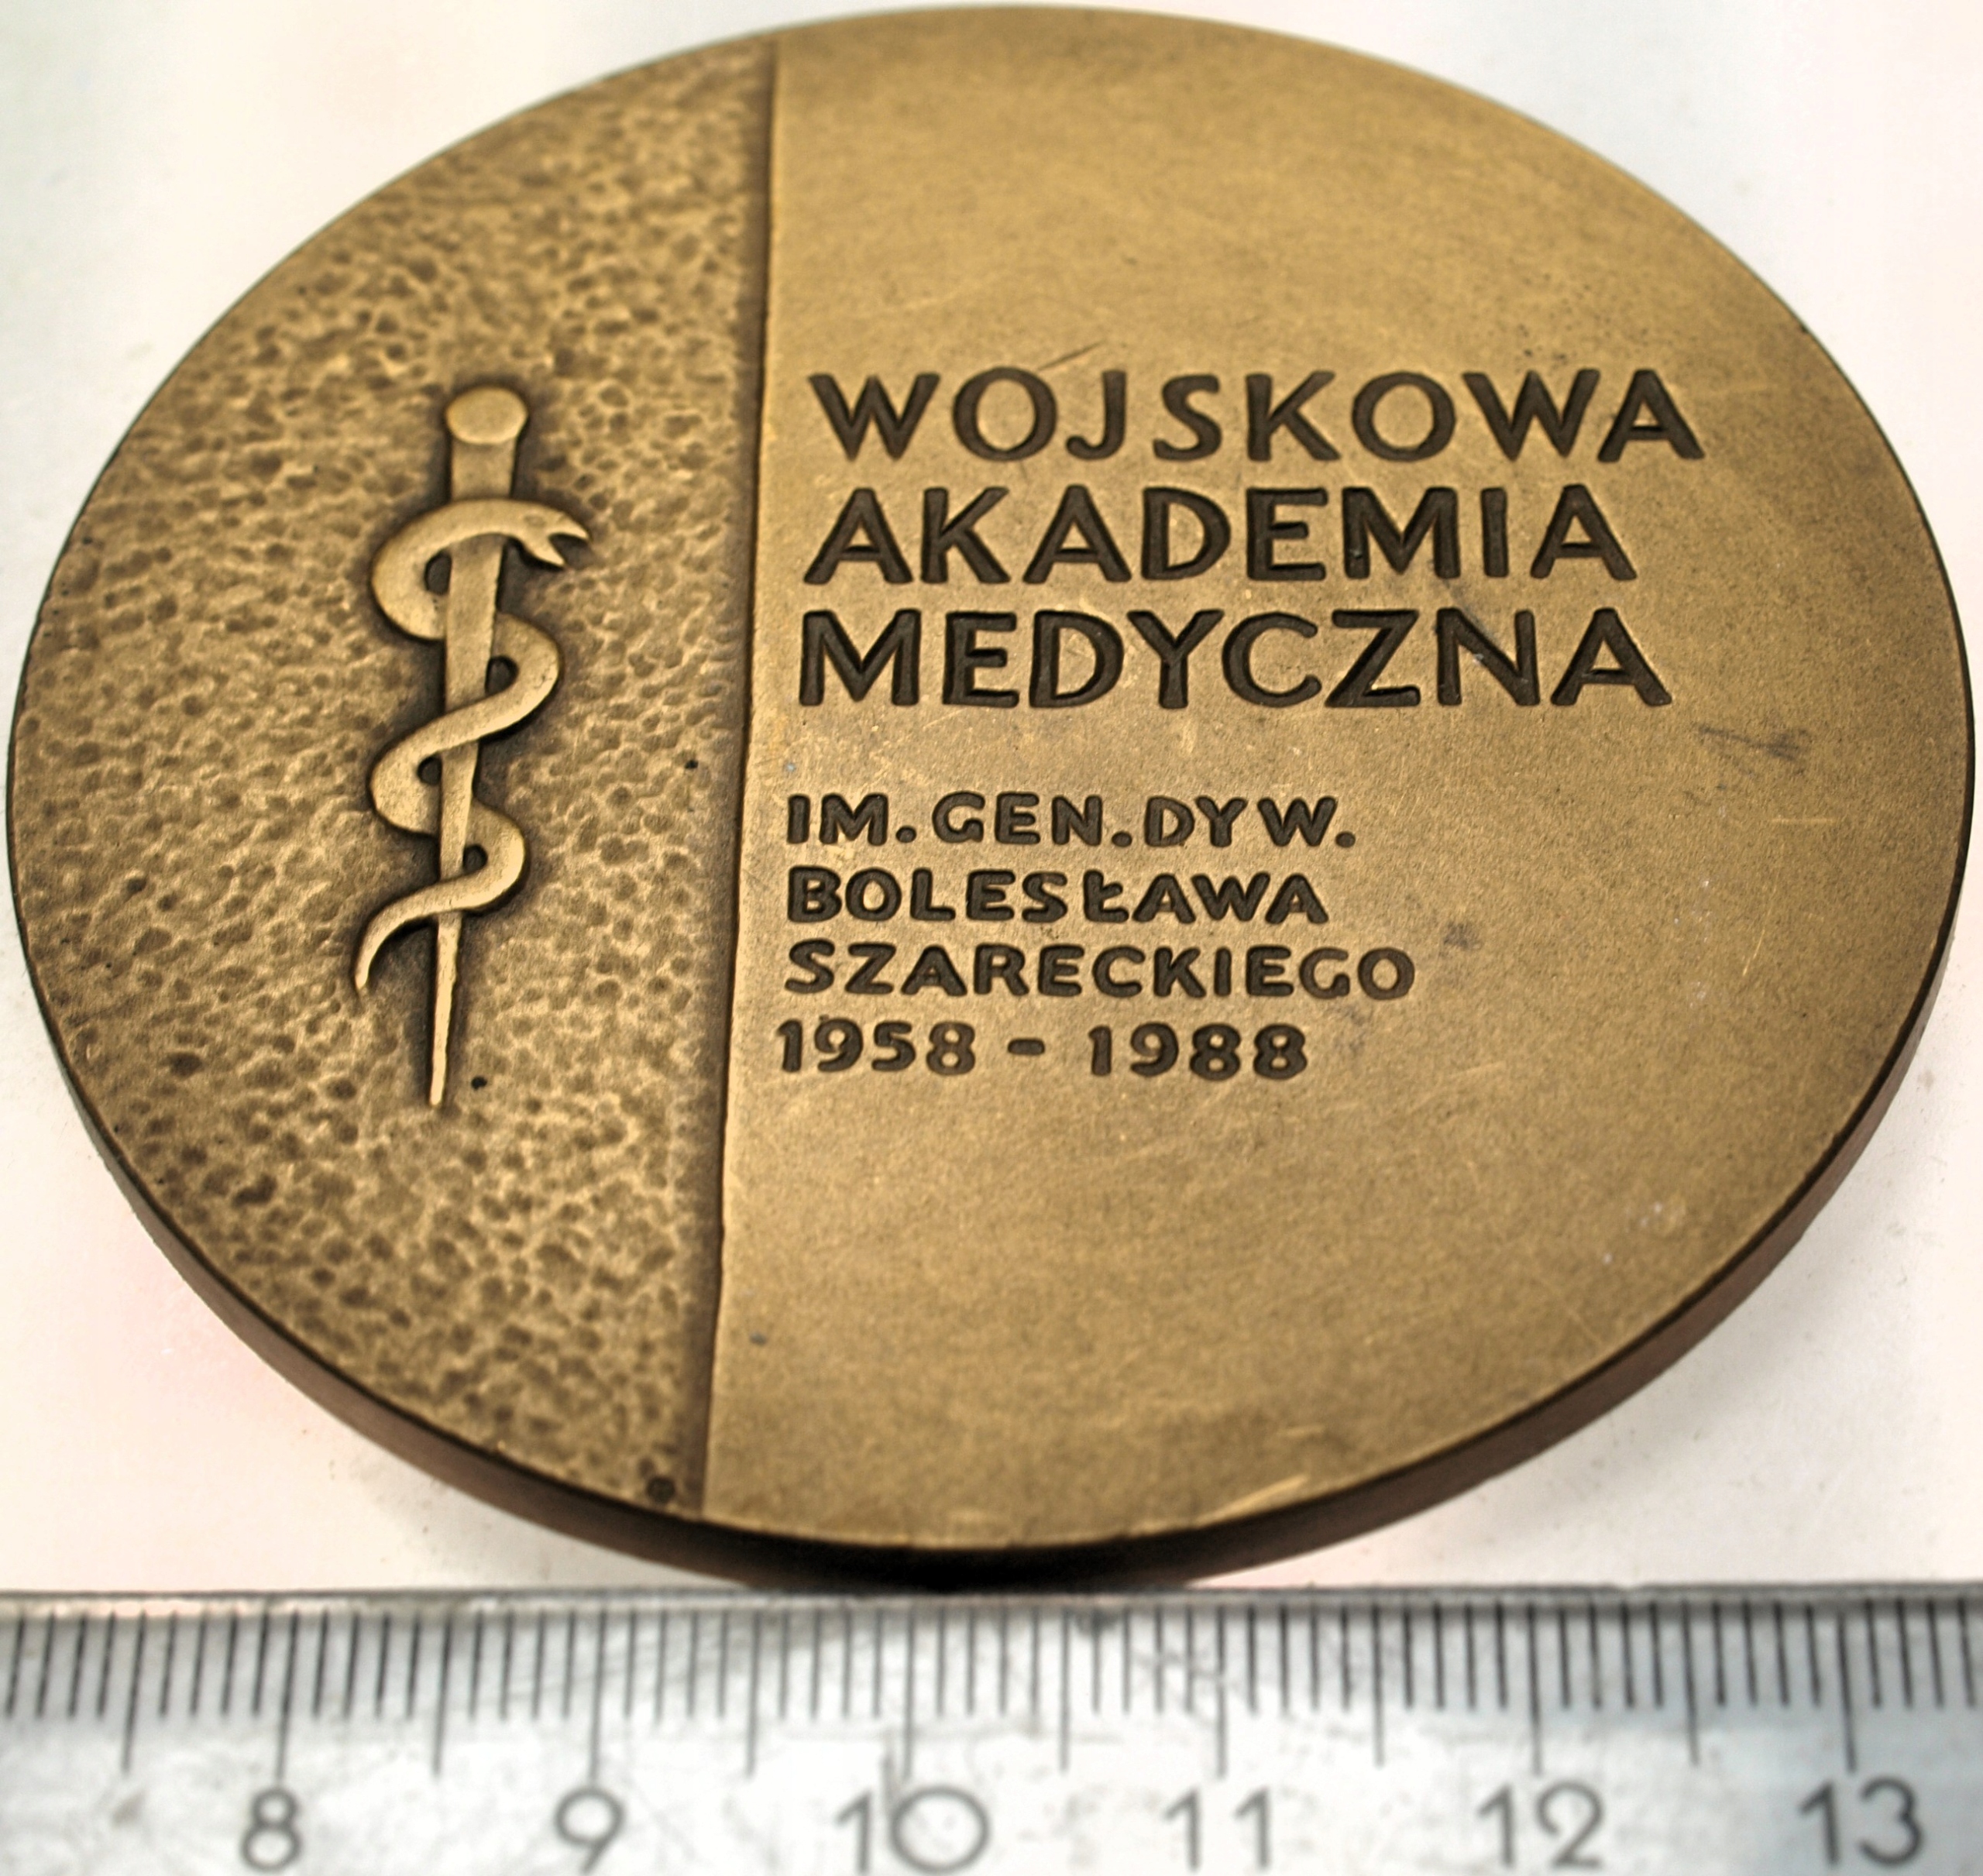 WOJSKOWA
AKADEMIA
MEDYCZNA
IM. GEN. DYW.
BOLESŁAWA
SZARECKIEGO
1958 - 1988
8 9 10 11 12 13